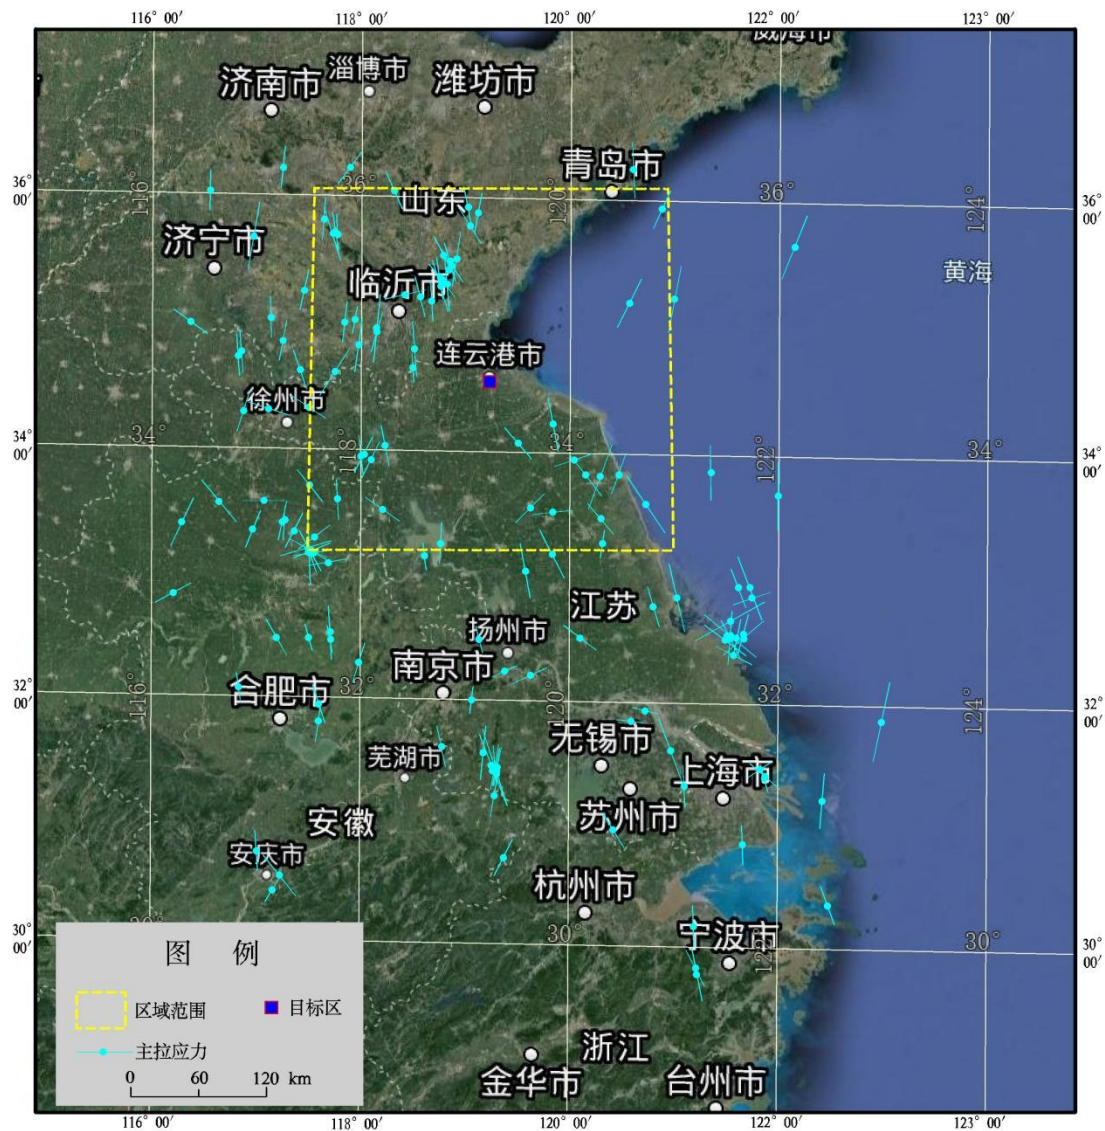 116° 00′ 118° 00′ 120° 00′ 122° 00′ 123° 00′
威海市
淄博市
济南市
潍坊市
青岛市
36°
00′
116°
36°
山东
120°
36°
124°
36°
00′
济宁市
黄海
临沂市
连云港市
徐州市
34°
00′
34°
118°
34°
122°
34°
34°
00′
江苏
扬州市
南京市
32°
00′
116°
合肥市
32°
120°
32°
124°
32°
00′
无锡市
芜湖市
上海市
苏州市
安徽
安庆市
杭州市
30°
00′
30°
宁波市
122°
30°
30°
00′
图 例
区域范围
目标区
主拉应力
0 60 120 km
浙江
金华市
台州市
116° 00′ 118° 00′ 120° 00′ 122° 00′ 123° 00′